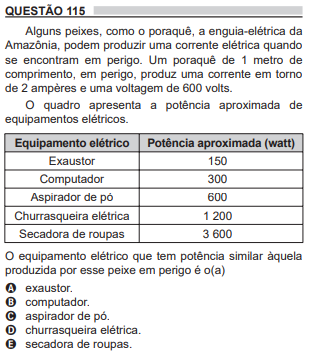 QUESTÃO 115
Alguns peixes, como o poraquê, a enguia-elétrica da
Amazônia, podem produzir uma corrente elétrica quando
se encontram em perigo. Um poraquê de 1 metro de
comprimento, em perigo, produz uma corrente em torno
de 2 ampères e uma voltagem de 600 volts.
O quadro apresenta a potência aproximada de
equipamentos elétricos.
Equipamento elétrico Potência aproximada (watt)
Exaustor 150
Computador 300
Aspirador de pó 600
Churrasqueira elétrica 1 200
Secadora de roupas 3 600
O equipamento elétrico que tem potência similar àquela
produzida por esse peixe em perigo é o(a)
A exaustor.
B computador.
C aspirador de pó.
D churrasqueira elétrica.
E secadora de roupas.